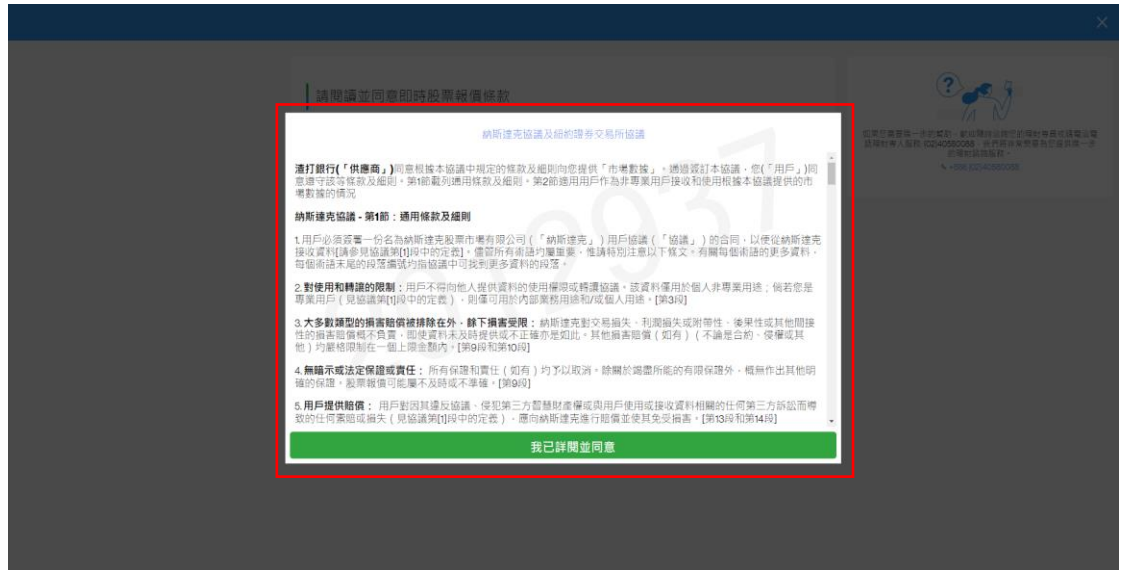 請閱讀並同意即時股票報價條款
納斯達克協議及紐約證券交易所協議
渣打銀行(「供應商」)同意根據本協議中規定的條款及細則向您提供「市場數據」。通過簽訂本協議,您(「用戶」)同
意遵守該等條款及細則。第1節載列通用條款及細則。第2節適用用戶作為非專業用戶接收和使用根據本協議提供的市
場數據的情況
納斯達克協議 - 第1節:通用條款及細則
1.用戶必須簽署一份名為納斯達克股票市場有限公司(「納斯達克」)用戶協議(「協議」)的合同,以便從納斯達克
接收資料[請參見協議第[1]段中的定義]。儘管所有術語均屬重要,惟請特別注意以下條文。有關每個術語的更多資料,
每個術語末尾的段落編號均指協議中可找到更多資料的段落。
2.對使用和轉讓的限制:用戶不得向他人提供資料的使用權限或轉讓協議。該資料僅用於個人非專業用途;倘若您是
專業用戶(見協議第[1]段中的定義),則僅可用於內部業務用途和/或個人用途。[第3段]
3.大多數類型的損害賠償被排除在外,餘下損害受限:納斯達克對交易損失、利潤損失或附帶性、後果性或其他間接
性的損害賠償概不負責,即使資料未及時提供或不正確亦是如此。其他損害賠償(如有)(不論是合約、侵權或其
他)均嚴格限制在一個上限金額內。[第9段和第10段]
4.無暗示或法定保證或責任:所有保證和責任(如有)均予以取消。除關於竭盡所能的有限保證外,概無作出其他明
確的保證。股票報價可能屬不及時或不準確。[第9段]
5.用戶提供賠償:用戶對因其違反協議、侵犯第三方智慧財產權或與用戶使用或接收資料相關的任何第三方訴訟而導
致的任何索賠或損失(見協議第[1]段中的定義),應向納斯達克進行賠償並使其免受損害。[第13段和第14段]
我已詳閱並同意